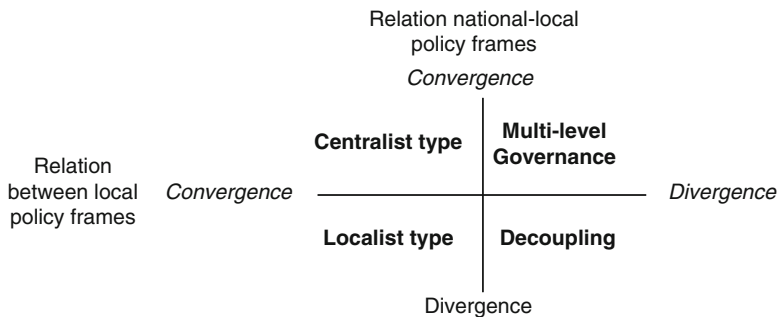 Relation national-local
policy frames
Convergence
Centralist type
Multi-level
Governance
Relation
between local
policy frames
Convergence
Divergence
Localist type
Decoupling
Divergence